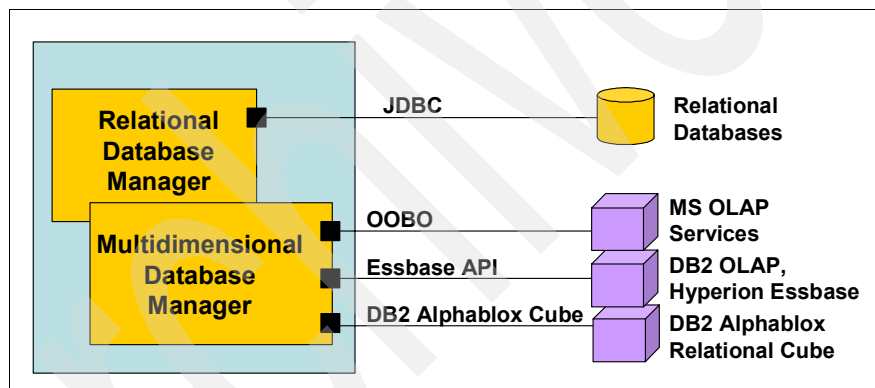 Relational
Database
Manager
JDBC
Relational
Databases
Multidimensional
Database
Manager
OOBO
MS OLAP
Services
Essbase API
DB2 OLAP,
Hyperion Essbase
DB2 Alphablox Cube
DB2 Alphablox
Relational Cube